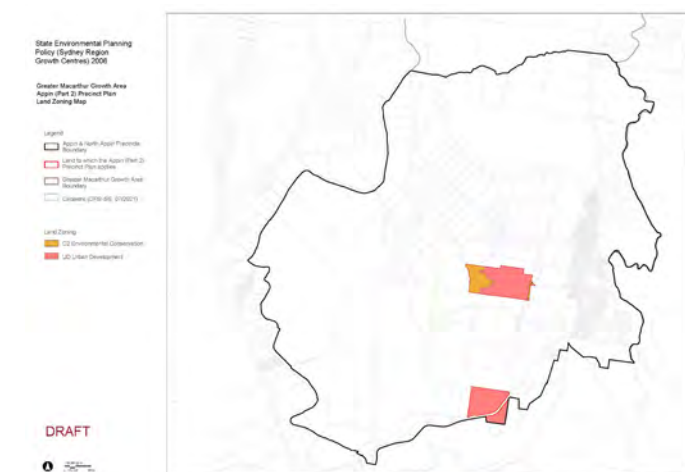 State Environmental Planning
Policy (Sydney Region
Growth Centres) 2006
Greater Macarthur Growth Area
Appin (Part 2) Precinct Plan
Land Zoning Map
Legend
Appin & North Appin Precincts
Boundary
Land to which the Appin (Part 2)
Precinct Plan applies
Greater Macarthur Growth Area
Boundary
Cadastre
Land Zoning
C2 Environmental Conservation
UD Urban Development
DRAFT